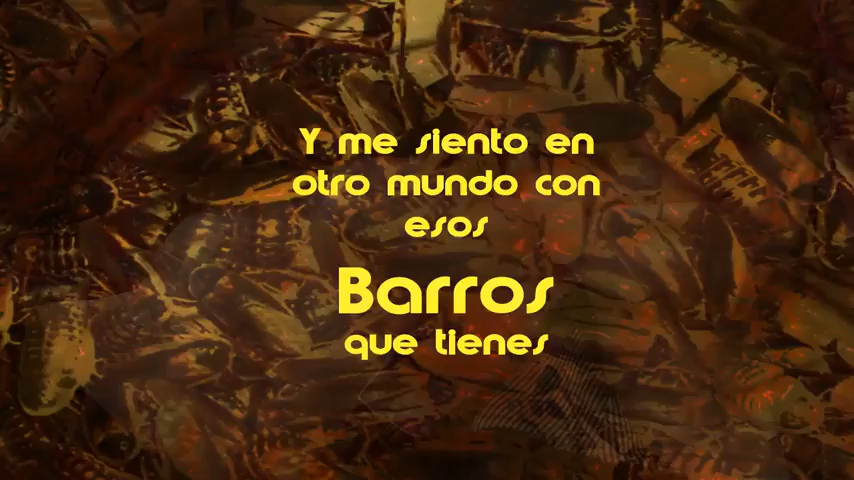 Y me siento en
otro mundo con
esos
Barros
que tienes